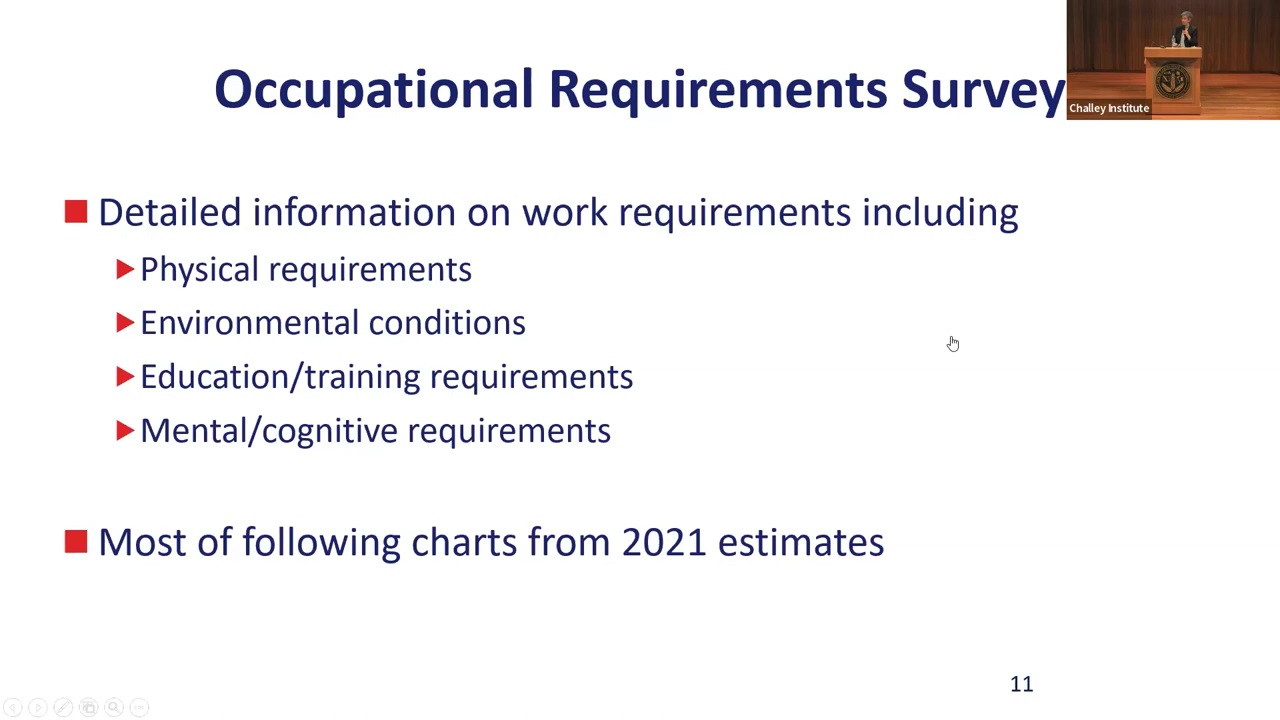 Occupational Requirements Survey
Challey Institute
Detailed information on work requirements including
Physical requirements
Environmental conditions
Education/training requirements
Mental/cognitive requirements
Most of following charts from 2021 estimates
11